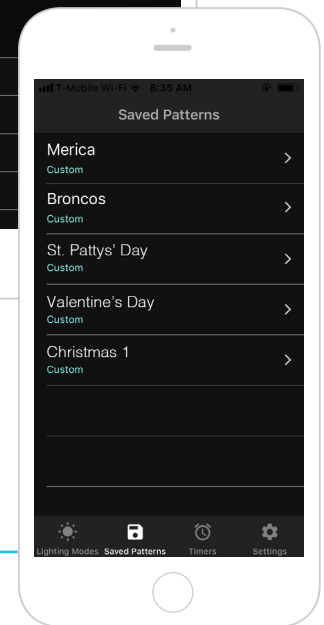 T-Mobile Wi-Fi 8:35 AM
Saved Patterns
Merica
Custom
Broncos
Custom
St. Pattys’ Day
Custom
Valentine’s Day
Custom
Christmas 1
Custom
Lighting Modes Saved Patterns Timers Settings